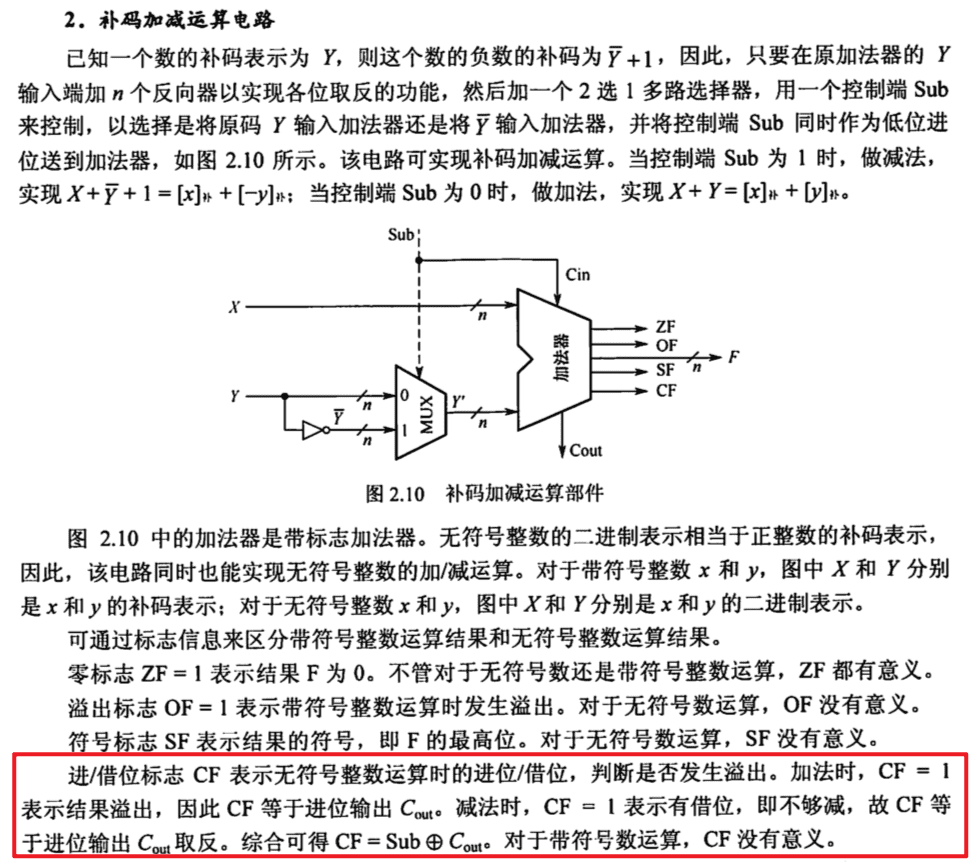 2. 补码加减运算电路
已知一个数的补码表示为 Y，则这个数的负数的补码为 Y̅ +1，因此，只要在原加法器的 Y
输入端加 n 个反向器以实现各位取反的功能，然后加一个 2 选 1 多路选择器，用一个控制端 Sub
来控制，以选择是将原码 Y 输入加法器还是将 Y̅ 输入加法器，并将控制端 Sub 同时作为低位进
位送到加法器，如图 2.10 所示。该电路可实现补码加减运算。当控制端 Sub 为 1 时，做减法，
实现 X + Y̅ + 1 = [x]补 + [−y]补；当控制端 Sub 为 0 时，做加法，实现 X + Y = [x]补 + [y]补。
Sub
Cin
X
n
加法器
ZF
OF
n
F
SF
CF
Y
n
0
MUX
Y'
n
Y̅
n
1
Cout
图 2.10 补码加减运算部件
图 2.10 中的加法器是带标志加法器。无符号整数的二进制表示相当于正整数的补码表示，
因此，该电路同时也能实现无符号整数的加/减运算。对于带符号整数 x 和 y，图中 X 和 Y 分别
是 x 和 y 的补码表示；对于无符号整数 x 和 y，图中 X 和 Y 分别是 x 和 y 的二进制表示。
可通过标志信息来区分带符号整数运算结果和无符号整数运算结果。
零标志 ZF = 1 表示结果 F 为 0。不管对于无符号数还是带符号整数运算，ZF 都有意义。
溢出标志 OF = 1 表示带符号整数运算时发生溢出。对于无符号数运算，OF 没有意义。
符号标志 SF 表示结果的符号，即 F 的最高位。对于无符号数运算，SF 没有意义。
进/借位标志 CF 表示无符号整数运算时的进位/借位，判断是否发生溢出。加法时，CF = 1
表示结果溢出，因此 CF 等于进位输出 Cout。减法时，CF = 1 表示有借位，即不够减，故 CF 等
于进位输出 Cout 取反。综合可得 CF = Sub ⊕ Cout。对于带符号数运算，CF 没有意义。